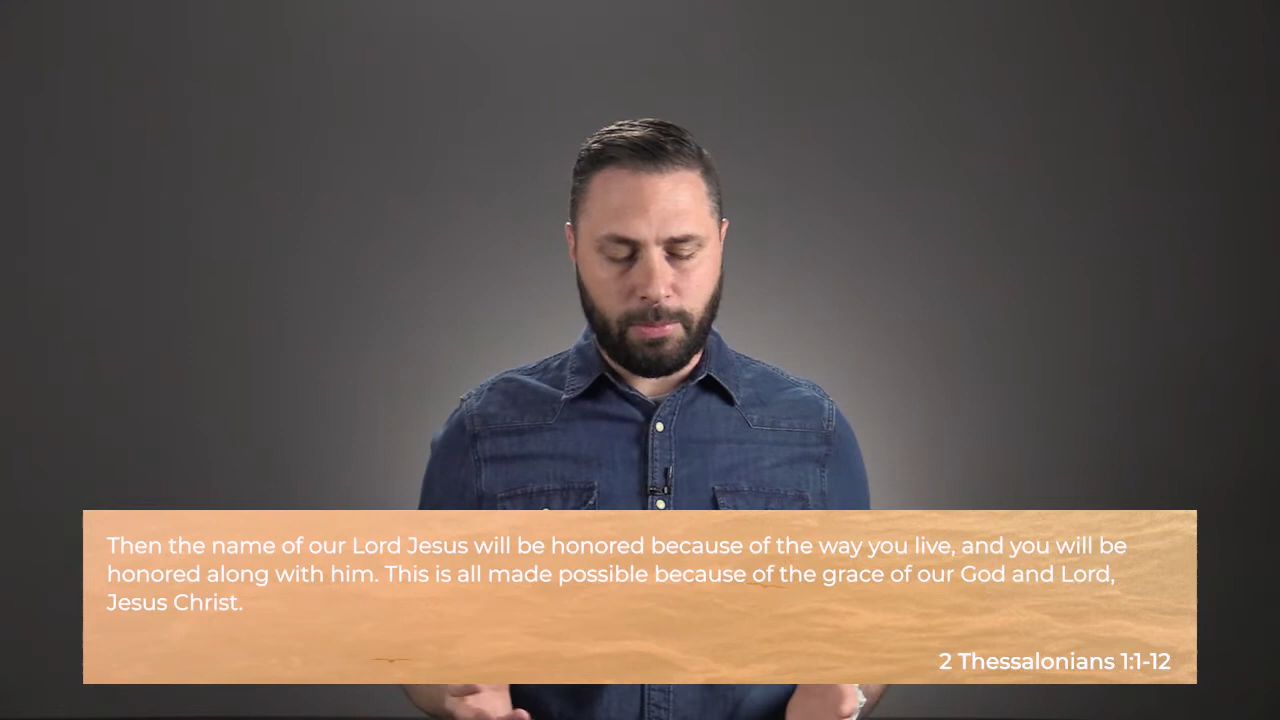 Then the name of our Lord Jesus will be honored because of the way you live, and you will be
honored along with him. This is all made possible because of the grace of our God and Lord,
Jesus Christ.
2 Thessalonians 1:1-12